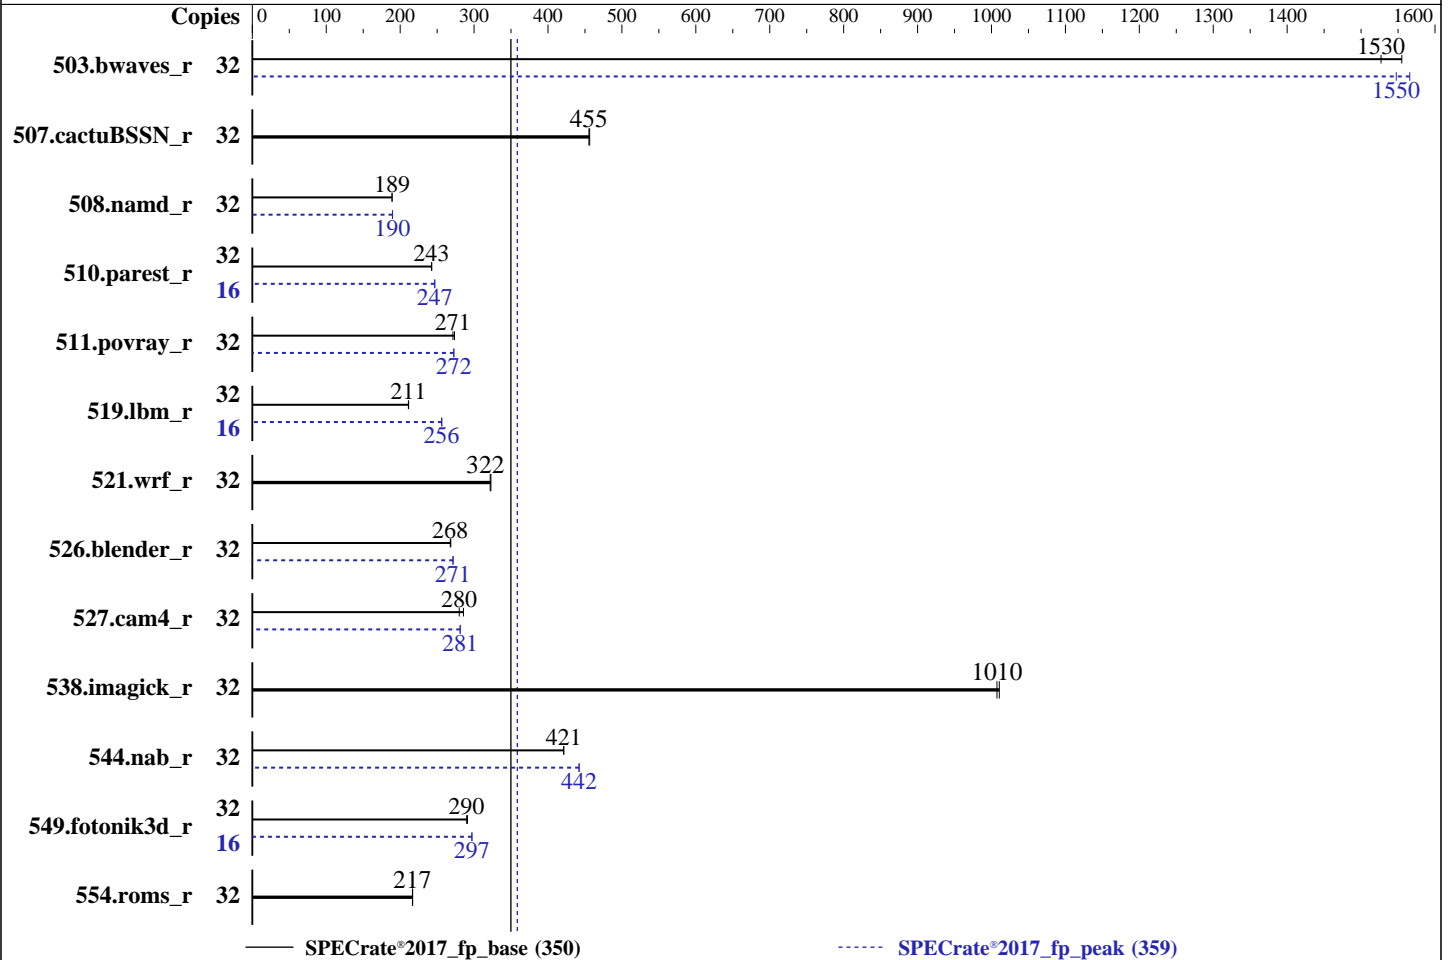 Copies 0 100 200 300 400 500 600 700 800 900 1000 1100 1200 1300 1400 1600
503.bwaves_r 32 1530
1550
507.cactuBSSN_r 32 455
508.namd_r 32 189
190
510.parest_r 32 243
16 247
511.povray_r 32 271
272
519.lbm_r 32 211
16 256
521.wrf_r 32 322
526.blender_r 32 268
271
527.cam4_r 32 280
281
538.imagick_r 32 1010
544.nab_r 32 421
442
549.fotonik3d_r 32 290
16 297
554.roms_r 32 217
SPECrate®2017_fp_base (350) SPECrate®2017_fp_peak (359)